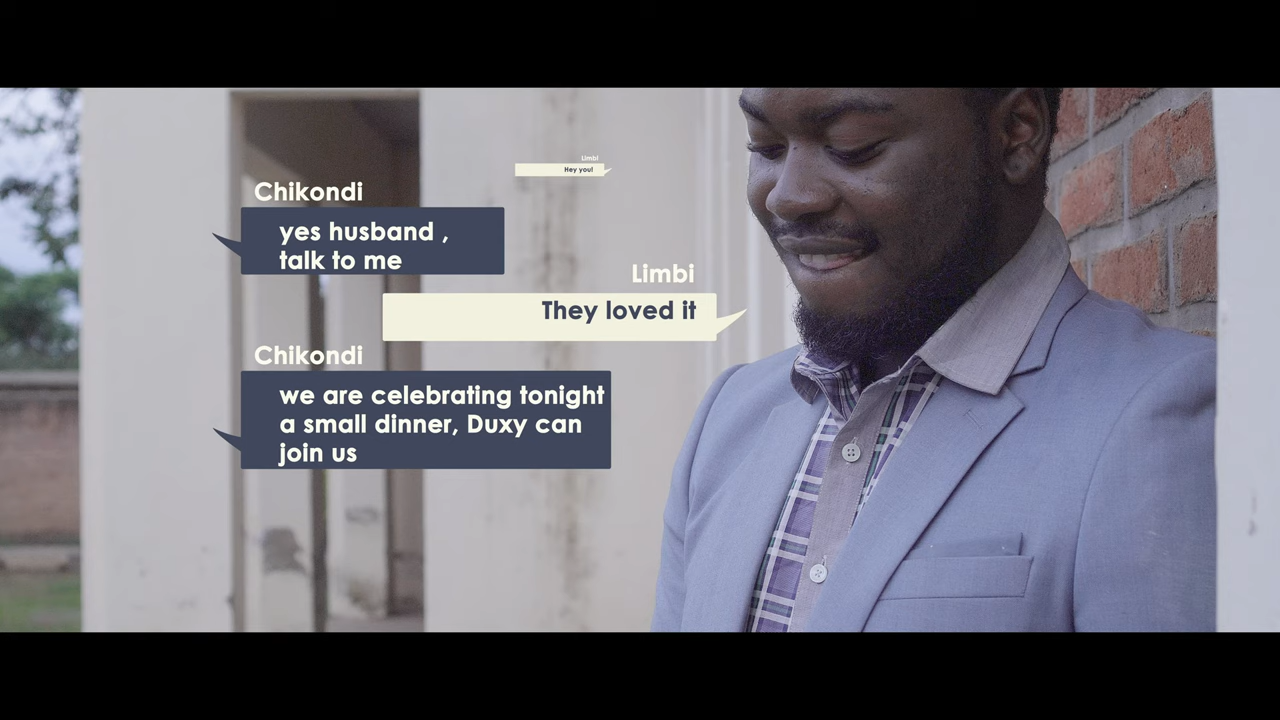 Limbi
Hey you!
Chikondi
yes husband ,
talk to me
Limbi
They loved it
Chikondi
we are celebrating tonight
a small dinner, Duxy can
join us